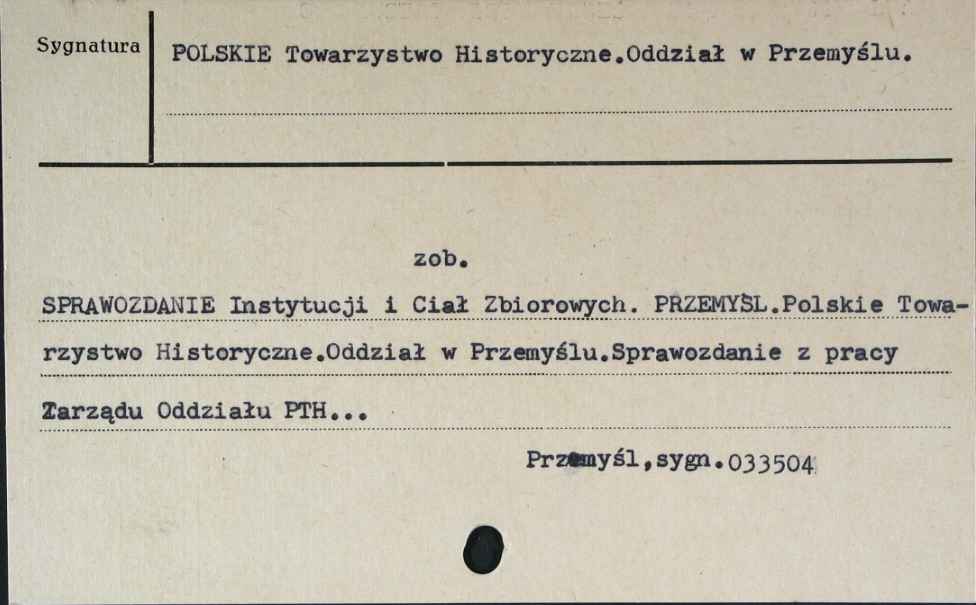 Sygnatura
POLSKIE Towarzystwo Historyczne.Oddział w Przemyślu.
zob.
SPRAWOZDANIE Instytucji i Ciał Zbiorowych. PRZEMYŚL.Polskie Towa-
rzystwo Historyczne.Oddział w Przemyślu.Sprawozdanie z pracy
Zarządu Oddziału PTH...
Przemyśl,sygn.033504